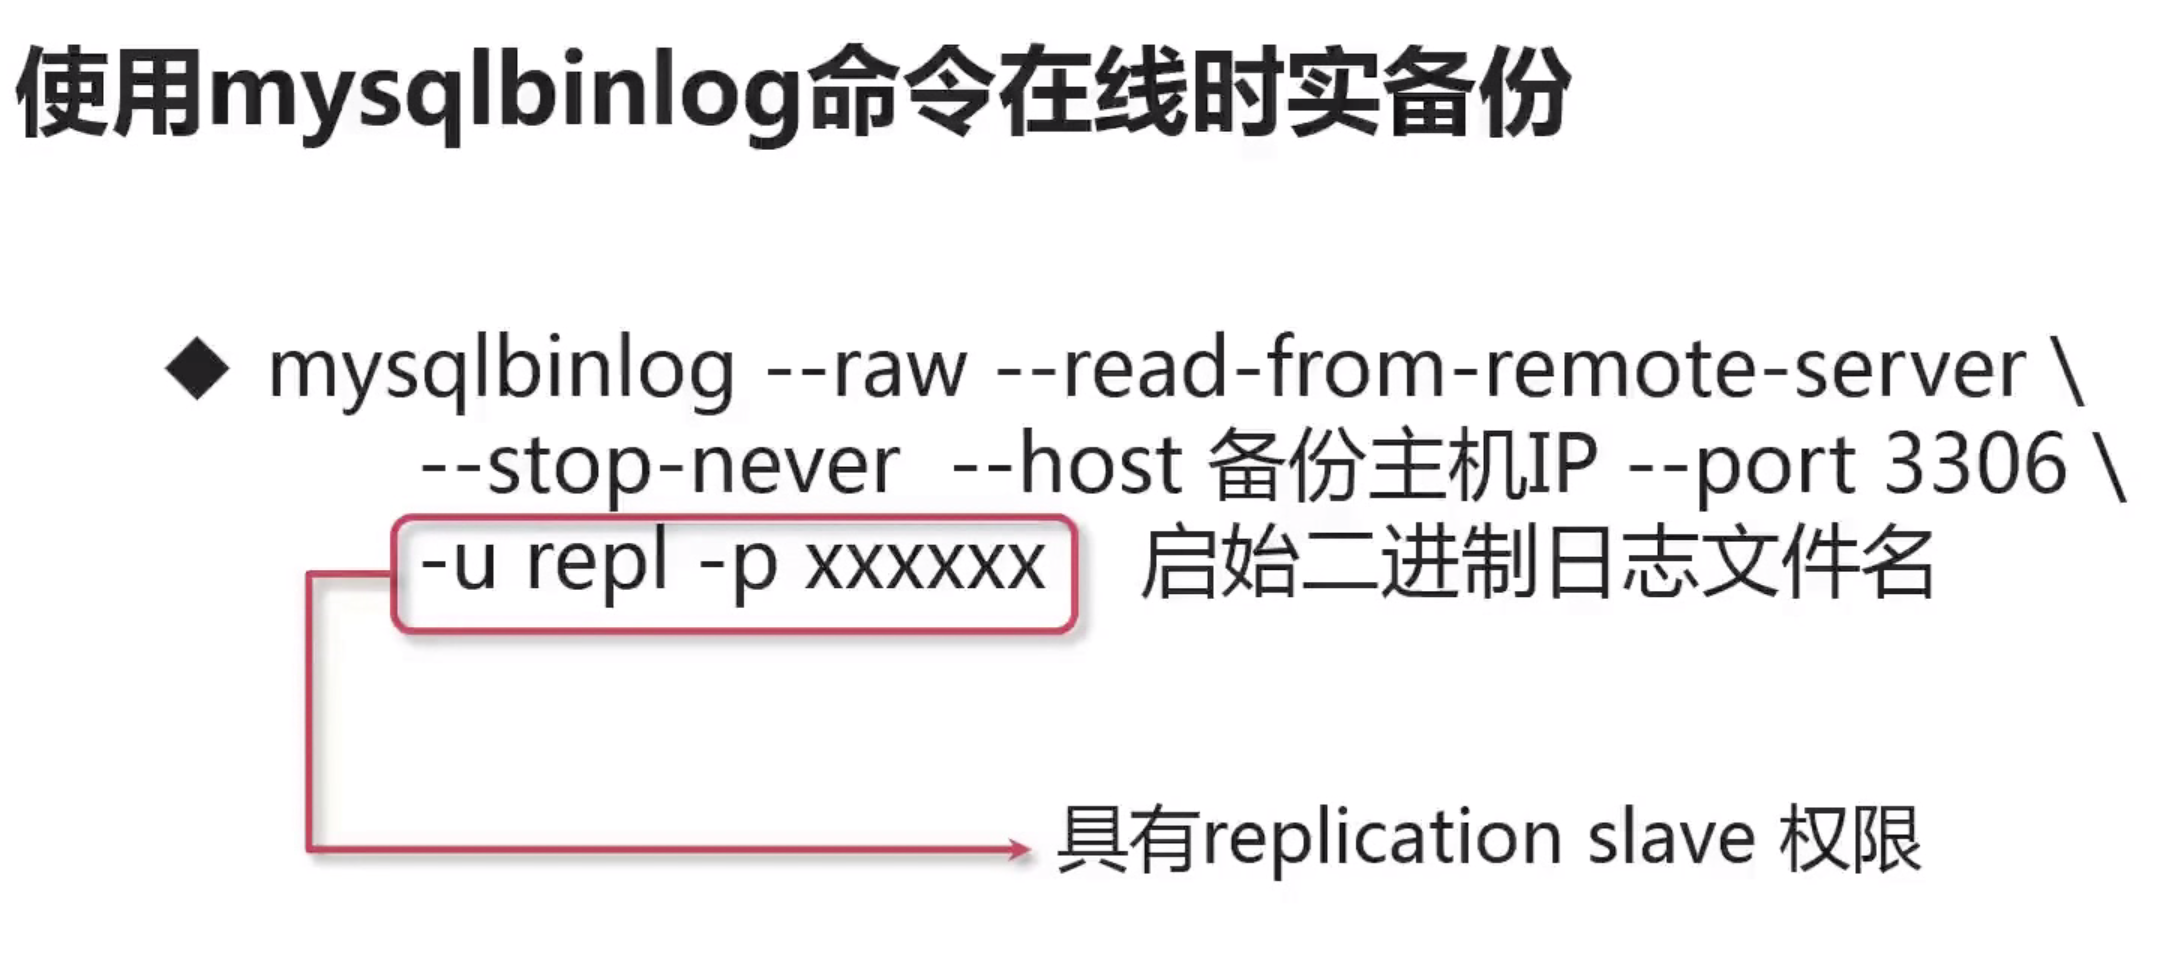 使用mysqlbinlog命令在线时实备份
◆ mysqlbinlog --raw --read-from-remote-server \
--stop-never --host 备份主机IP --port 3306 \
-u repl -p xxxxxx 启始二进制日志文件名
具有replication slave 权限